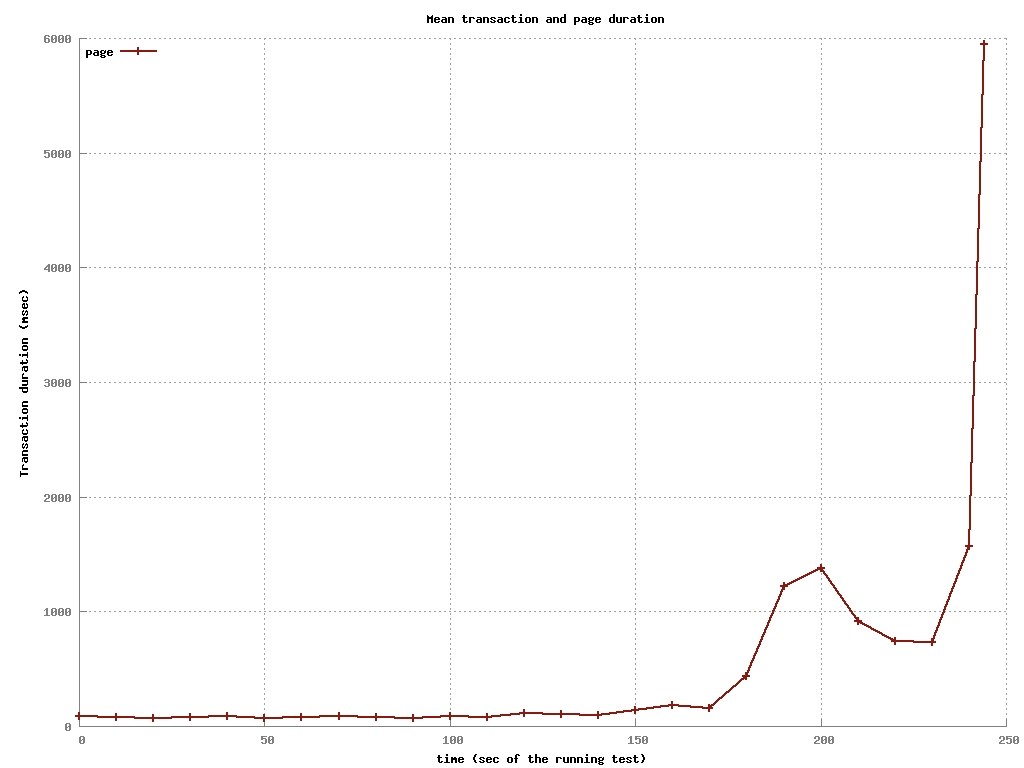 Mean transaction and page duration
page
6000
5000
4000
3000
2000
1000
0
Transaction duration (msec)
0 50 100 150 200 250
time (sec of the running test)